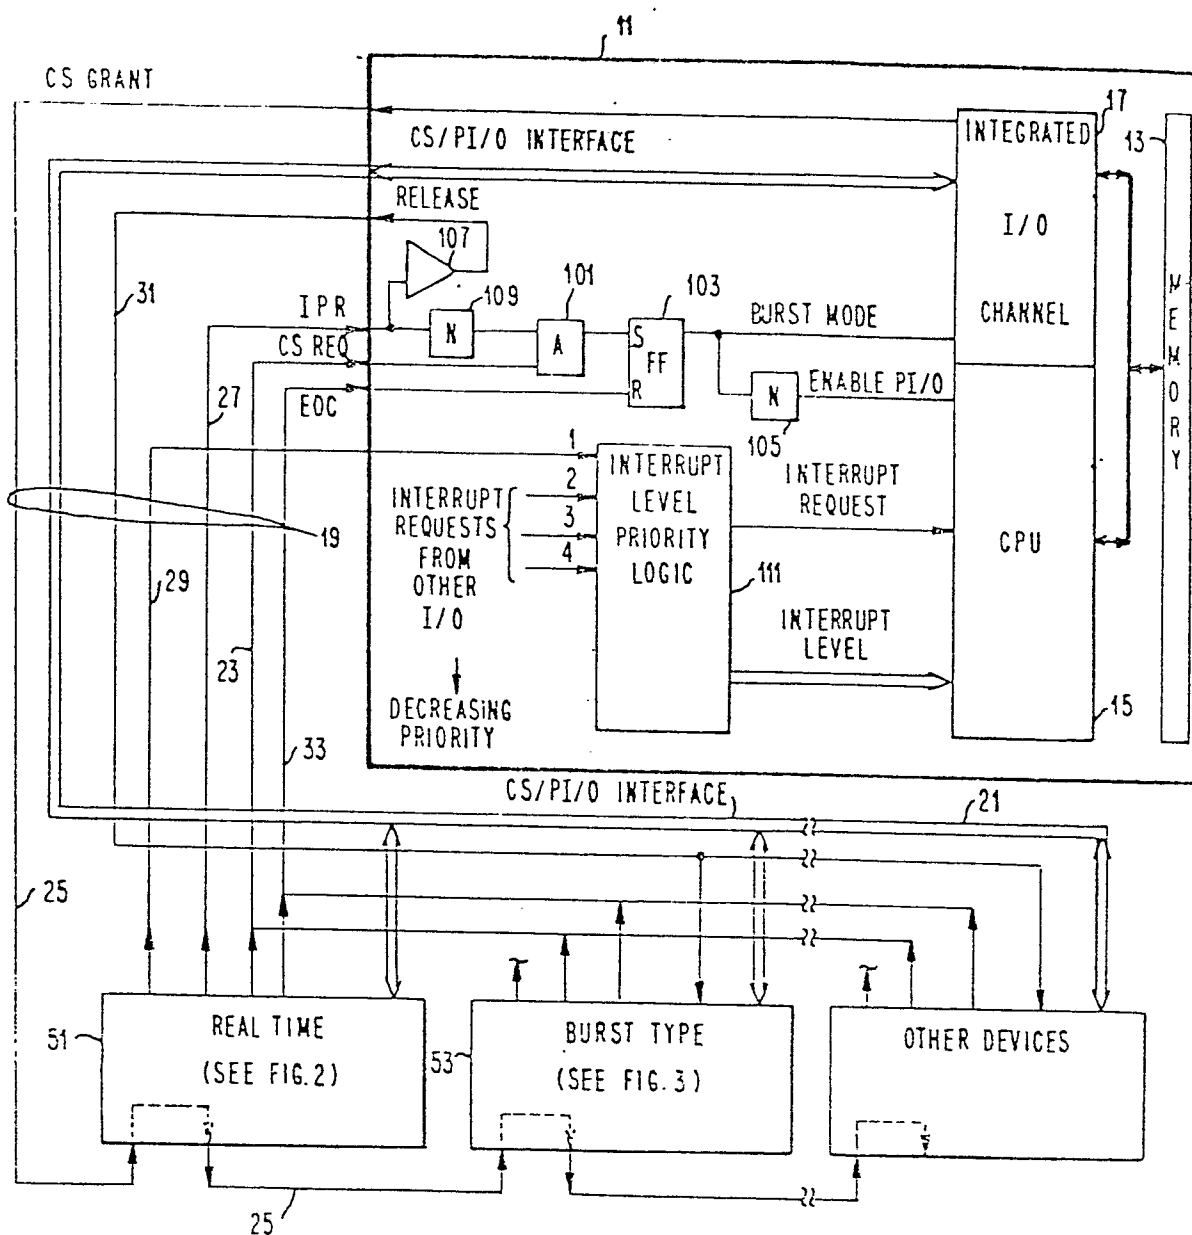 11
CS GRANT
CS/PI/O INTERFACE
INTEGRATED
I/O
CHANNEL
17
13
MEMORY
RELEASE
107
31
IPR
109
101
103
N
A
S
FF
R
BURST MODE
CS REQ
EOC
N
ENABLE PI/O
105
27
1
2
3
4
INTERRUPT
REQUESTS
FROM
OTHER
I/O
INTERRUPT
LEVEL
PRIORITY
LOGIC
INTERRUPT
REQUEST
CPU
19
29
111
INTERRUPT
LEVEL
23
DECREASING
PRIORITY
15
33
CS/PI/O INTERFACE
21
25
51
REAL TIME
(SEE FIG.2)
53
BURST TYPE
(SEE FIG.3)
OTHER DEVICES
25